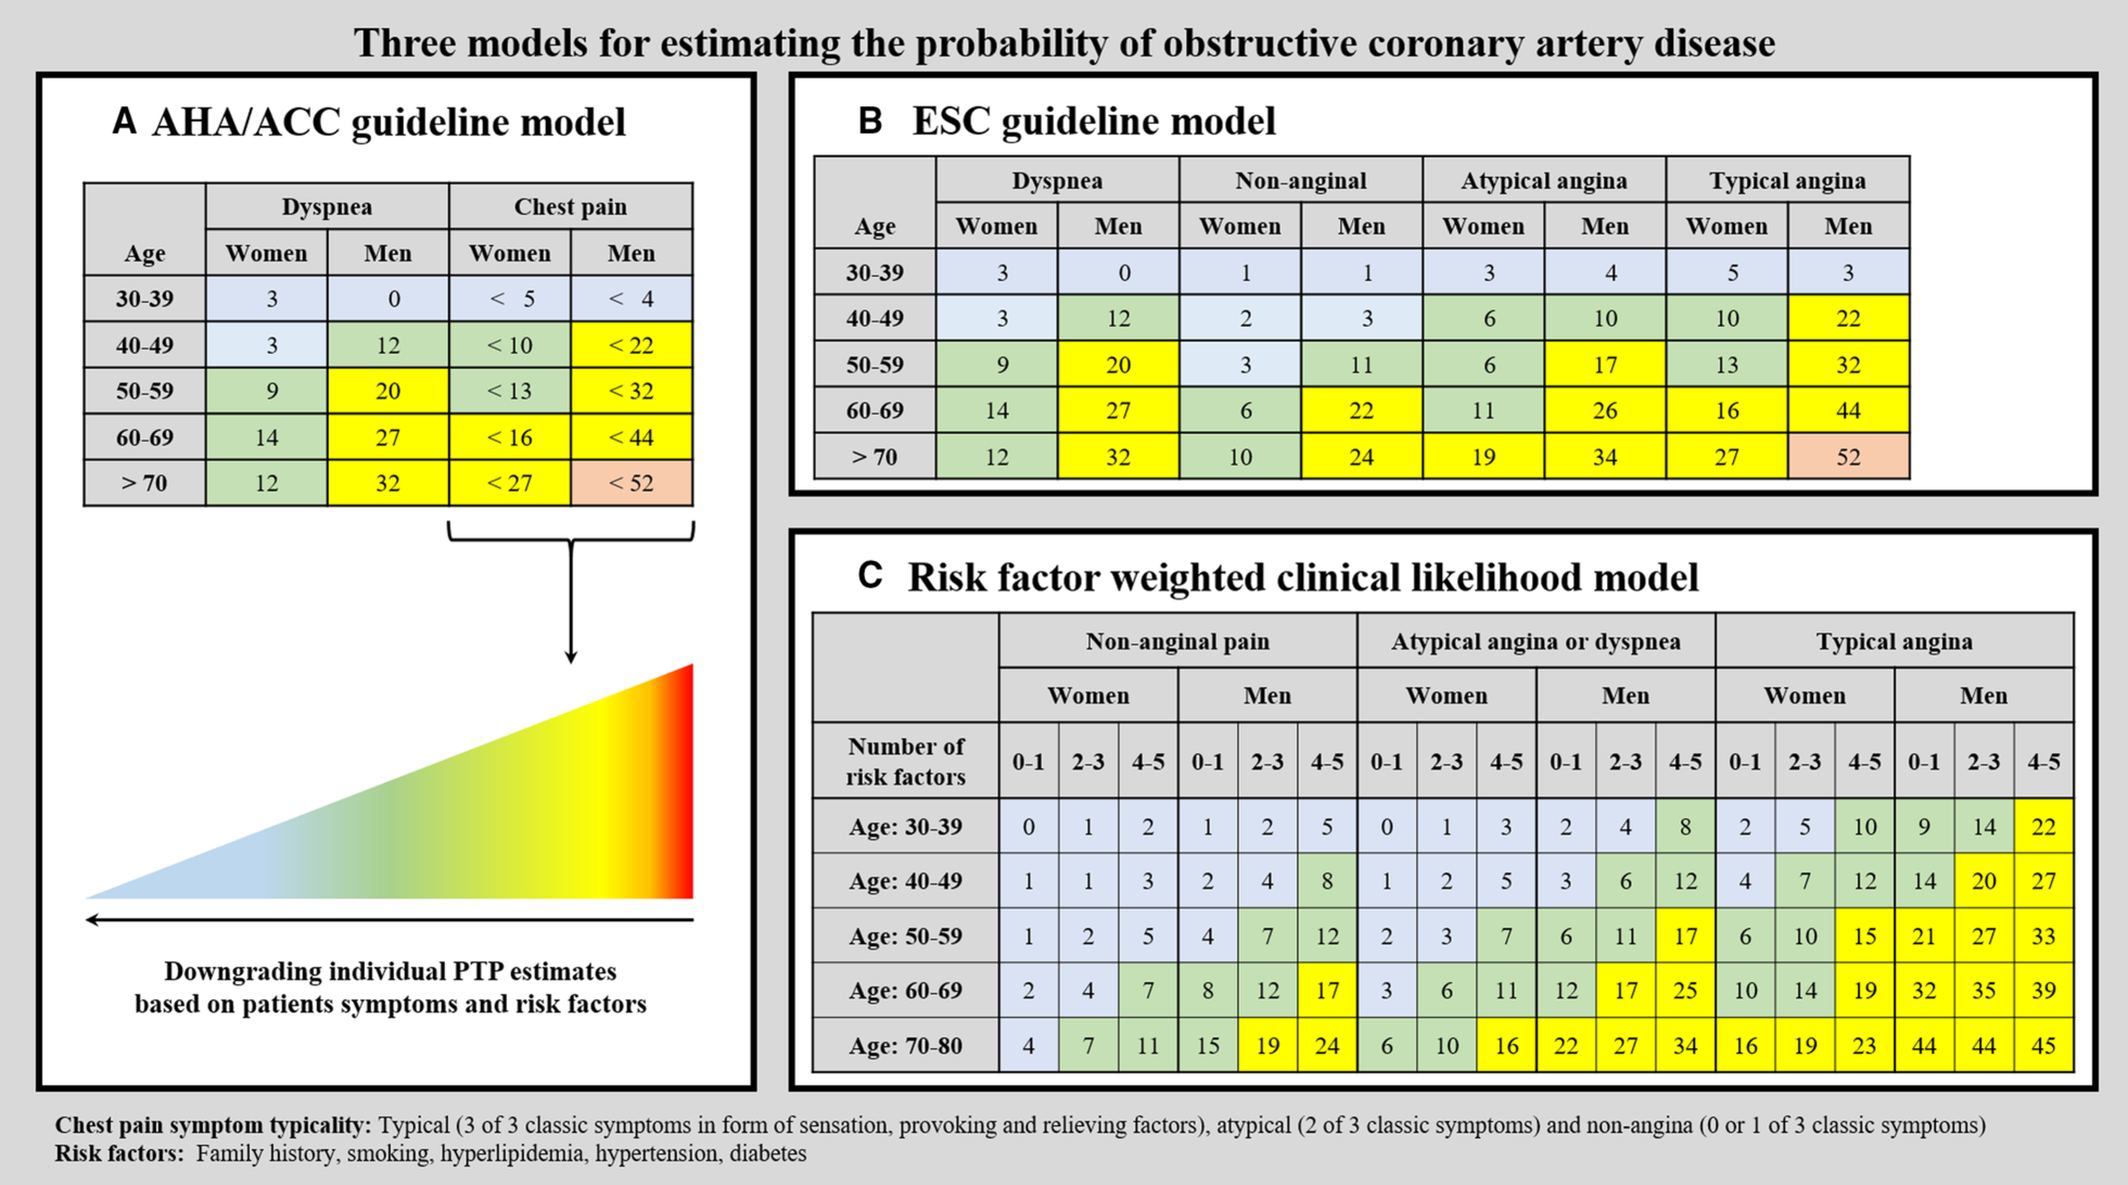 Three models for estimating the probability of obstructive coronary artery disease
A AHA/ACC guideline model
Dyspnea Chest pain
Age Women Men Women Men
30-39 3 0 < 5 < 4
40-49 3 12 < 10 < 22
50-59 9 20 < 13 < 32
60-69 14 27 < 16 < 44
> 70 12 32 < 27 < 52
Downgrading individual PTP estimates
based on patients symptoms and risk factors
B ESC guideline model
Dyspnea Non-anginal Atypical angina Typical angina
Age Women Men Women Men Women Men Women Men
30-39 3 0 1 1 3 4 5 3
40-49 3 12 2 3 6 10 10 22
50-59 9 20 3 11 6 17 13 32
60-69 14 27 6 22 11 26 16 44
> 70 12 32 10 24 19 34 27 52
C Risk factor weighted clinical likelihood model
Non-anginal pain Atypical angina or dyspnea Typical angina
Women Men Women Men Women Men
Number of
risk factors 0-1 2-3 4-5 0-1 2-3 4-5 0-1 2-3 4-5 0-1 2-3 4-5 0-1 2-3 4-5 0-1 2-3 4-5
Age: 30-39 0 1 2 1 2 5 0 1 3 2 4 8 2 5 10 9 14 22
Age: 40-49 1 1 3 2 4 8 1 2 5 3 6 12 4 7 12 14 20 27
Age: 50-59 1 2 5 4 7 12 2 3 7 6 11 17 6 10 15 21 27 33
Age: 60-69 2 4 7 8 12 17 3 6 11 12 17 25 10 14 19 32 35 39
Age: 70-80 4 7 11 15 19 24 6 10 16 22 27 34 16 19 23 44 44 45
Chest pain symptom typicality: Typical (3 of 3 classic symptoms in form of sensation, provoking and relieving factors), atypical (2 of 3 classic symptoms) and non-angina (0 or 1 of 3 classic symptoms)
Risk factors: Family history, smoking, hyperlipidemia, hypertension, diabetes